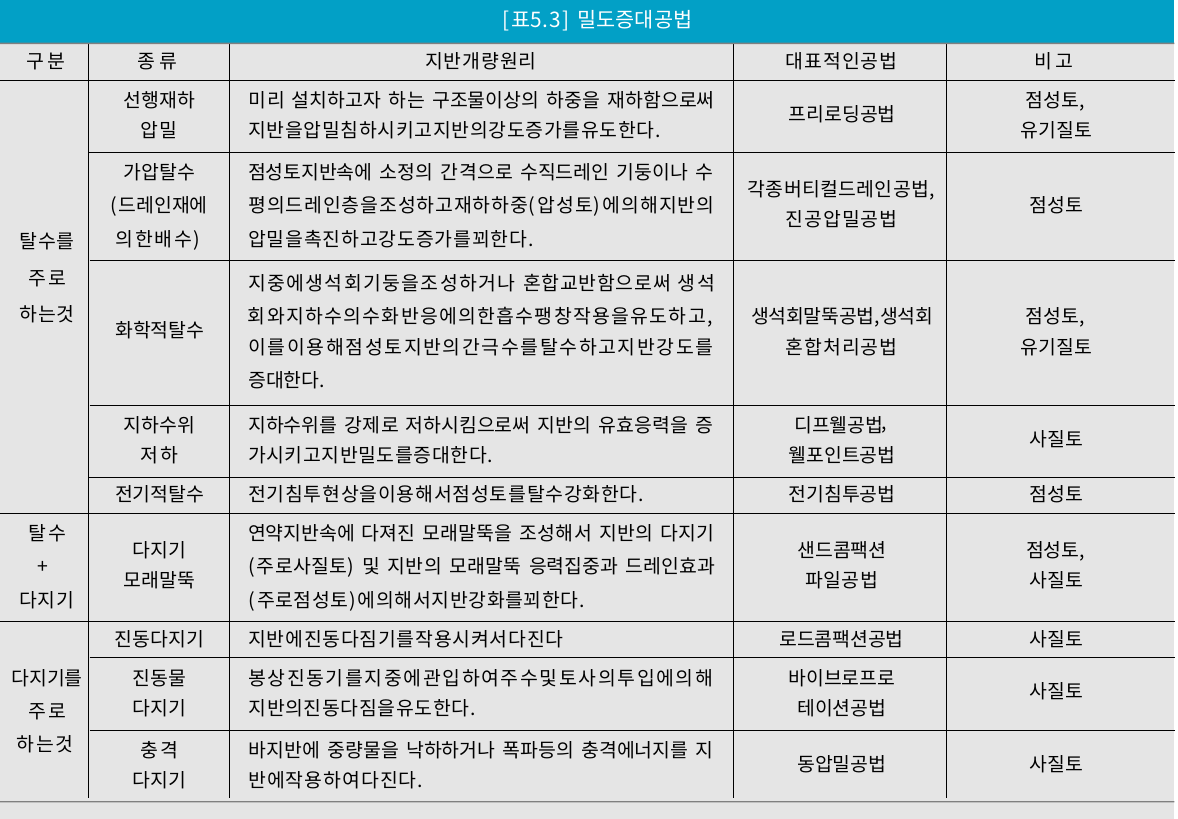 [표5.3] 밀도증대공법
구분 종류 지반개량원리 대표적인공법 비고
탈수를
주로
하는것
선행재하
압밀
미리 설치하고자 하는 구조물이상의 하중을 재하함으로써
지반을압밀침하시키고지반의강도증가를유도한다.
프리로딩공법
점성토,
유기질토
가압탈수
(드레인재에
의한배수)
점성토지반속에 소정의 간격으로 수직드레인 기둥이나 수
평의드레인층을조성하고재하하중(압성토)에의해지반의
압밀을촉진하고강도증가를꾀한다.
각종버티컬드레인공법,
진공압밀공법
점성토
화학적탈수
지중에생석회기둥을조성하거나 혼합교반함으로써 생석
회와지하수의수화반응에의한흡수팽창작용을유도하고,
이를이용해점성토지반의간극수를탈수하고지반강도를
증대한다.
생석회말뚝공법,생석회
혼합처리공법
점성토,
유기질토
지하수위
저하
지하수위를 강제로 저하시킴으로써 지반의 유효응력을 증
가시키고지반밀도를증대한다.
디프웰공법,
웰포인트공법
사질토
전기적탈수
전기침투현상을이용해서점성토를탈수강화한다.
전기침투공법
점성토
탈수
+
다지기
다지기
모래말뚝
연약지반속에 다져진 모래말뚝을 조성해서 지반의 다지기
(주로사질토) 및 지반의 모래말뚝 응력집중과 드레인효과
(주로점성토)에의해서지반강화를꾀한다.
샌드콤팩션
파일공법
점성토,
사질토
다지기를
주로
하는것
진동다지기
지반에진동다짐기를작용시켜서다진다
로드콤팩션공법
사질토
진동물
다지기
봉상진동기를지중에관입하여주수및토사의투입에의해
지반의진동다짐을유도한다.
바이브로프로
테이션공법
사질토
충격
다지기
바지반에 중량물을 낙하하거나 폭파등의 충격에너지를 지
반에작용하여다진다.
동압밀공법
사질토